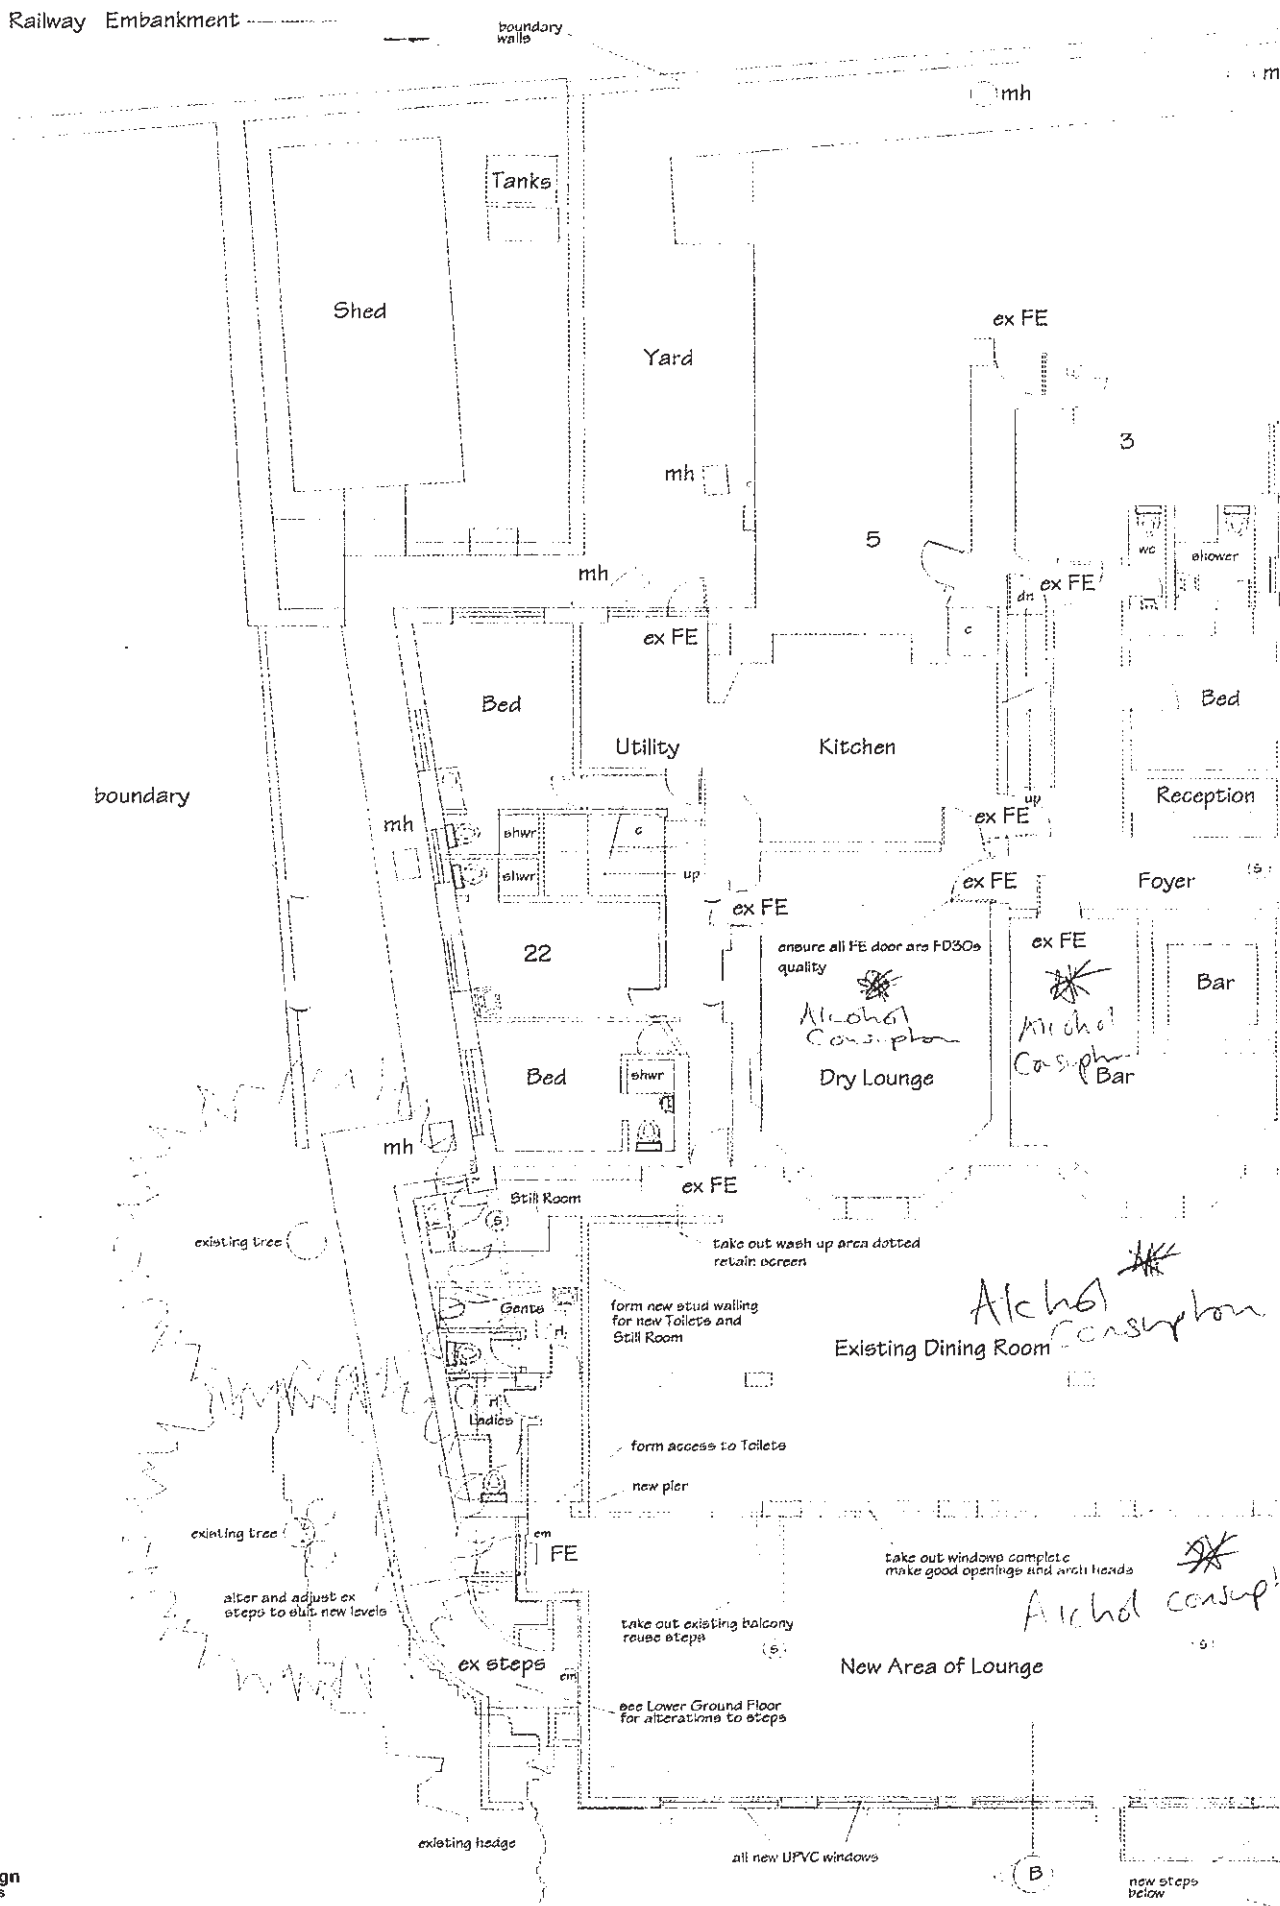 Railway Embankment
boundary
walls
mh
m
Tanks
Shed
ex FE
Yard
3
mh
5
wc
shower
mh
dn
ex FE
ex FE
c
Bed
Bed
Utility
Kitchen
boundary
up
Reception
mh
ex FE
shwr
c
shwr
up
ex FE
Foyer
(s)
ex FE
22
ensure all FE door are FD30s
quality
ex FE
Bar
Alcohol
Alcohol
Bar
Bed
shwr
Dry Lounge
mh
ex FE
Still Room
s
existing tree
take out wash up area dotted
retain screen
Gents
form new stud walling
for new Toilets and
Still Room
Alchol
Consumption
Existing Dining Room
Ladies
form access to Toilets
new pier
existing tree
em
FE
take out windows complete
make good openings and arch heads
Alchol consump
alter and adjust ex
steps to suit new levels
take out existing balcony
reuse steps
(s)
s
ex steps
em
New Area of Lounge
see Lower Ground Floor
for alterations to steps
existing hedge
all new UPVC windows
B
gn
s
new steps
below